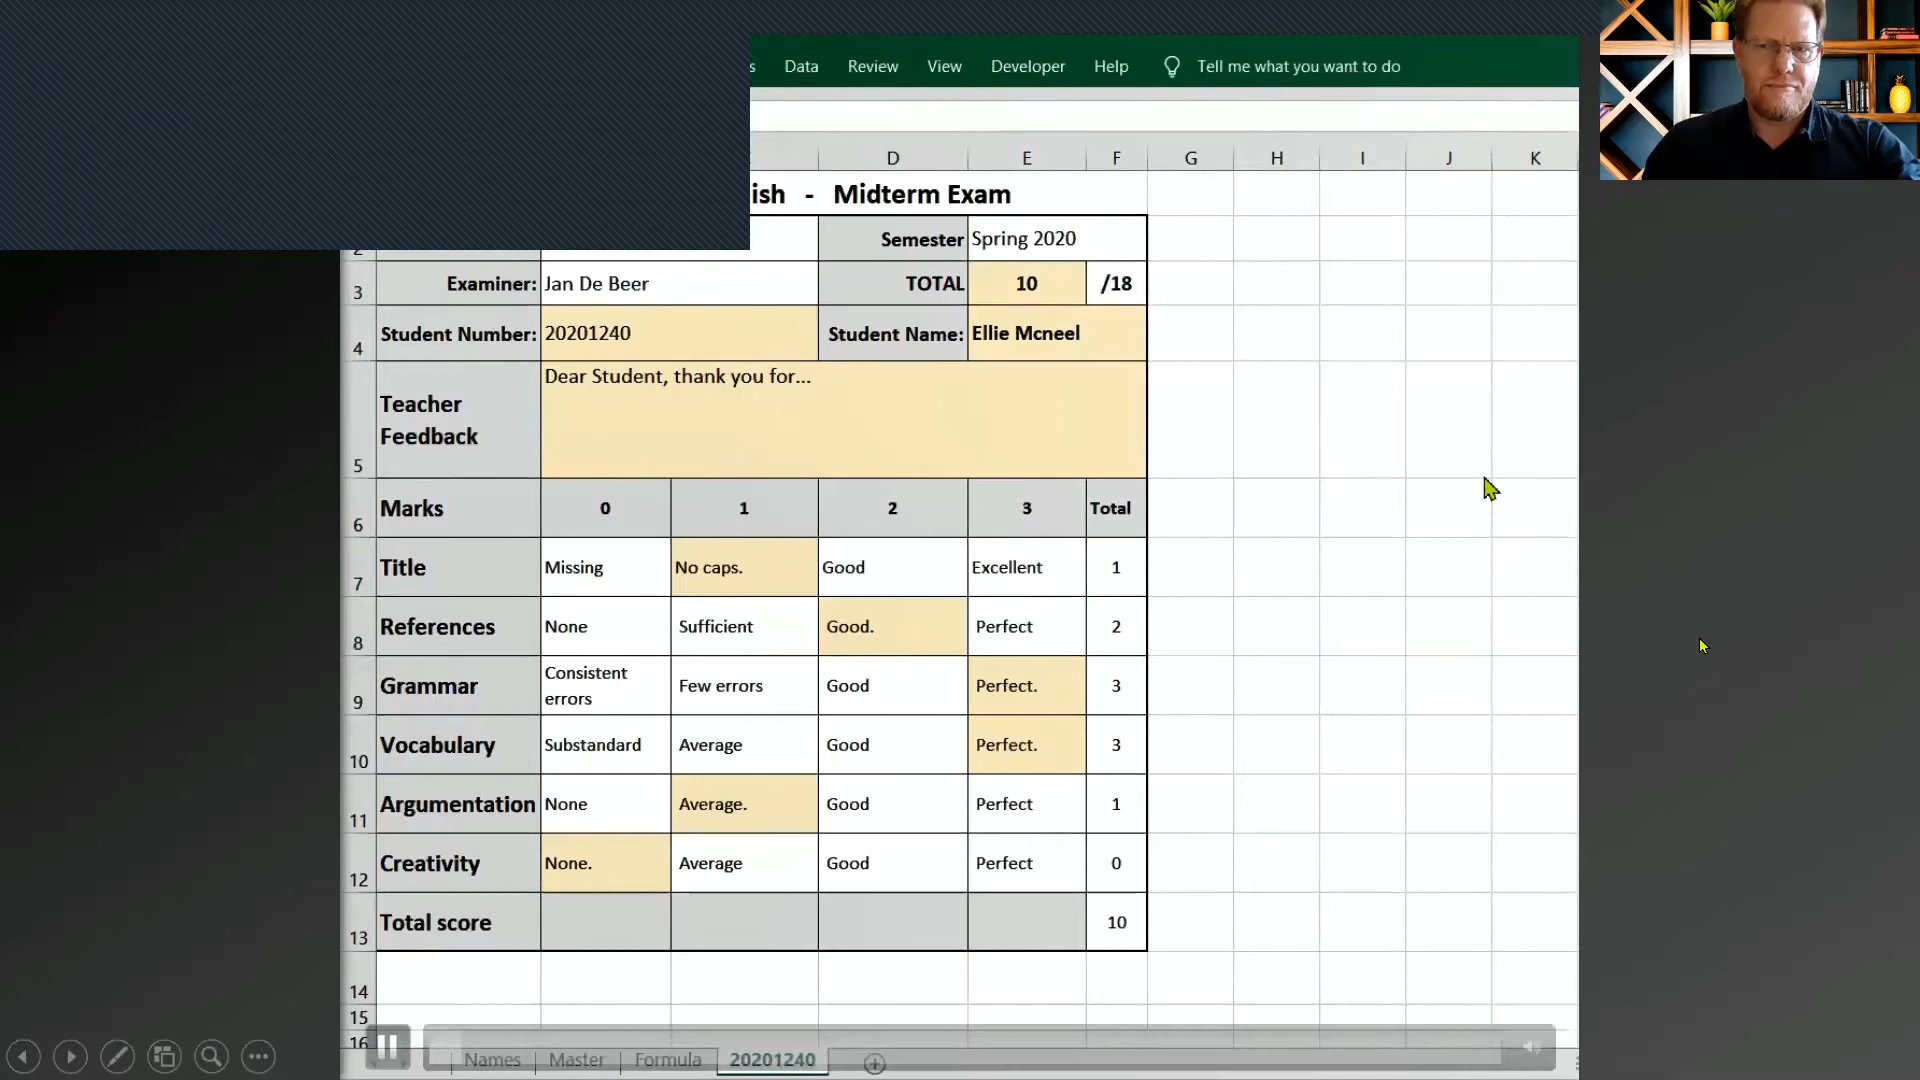 Data Review View Developer Help Tell me what you want to do
D E F G H I J K
ish - Midterm Exam
Semester Spring 2020
3 Examiner: Jan De Beer TOTAL 10 /18
4 Student Number: 20201240 Student Name: Ellie Mcneel
5 Teacher Feedback Dear Student, thank you for...
6 Marks 0 1 2 3 Total
7 Title Missing No caps. Good Excellent 1
8 References None Sufficient Good. Perfect 2
9 Grammar Consistent errors Few errors Good Perfect. 3
10 Vocabulary Substandard Average Good Perfect. 3
11 Argumentation None Average. Good Perfect 1
12 Creativity None. Average Good Perfect 0
13 Total score 10
14
15
16
Names Master Formula 20201240